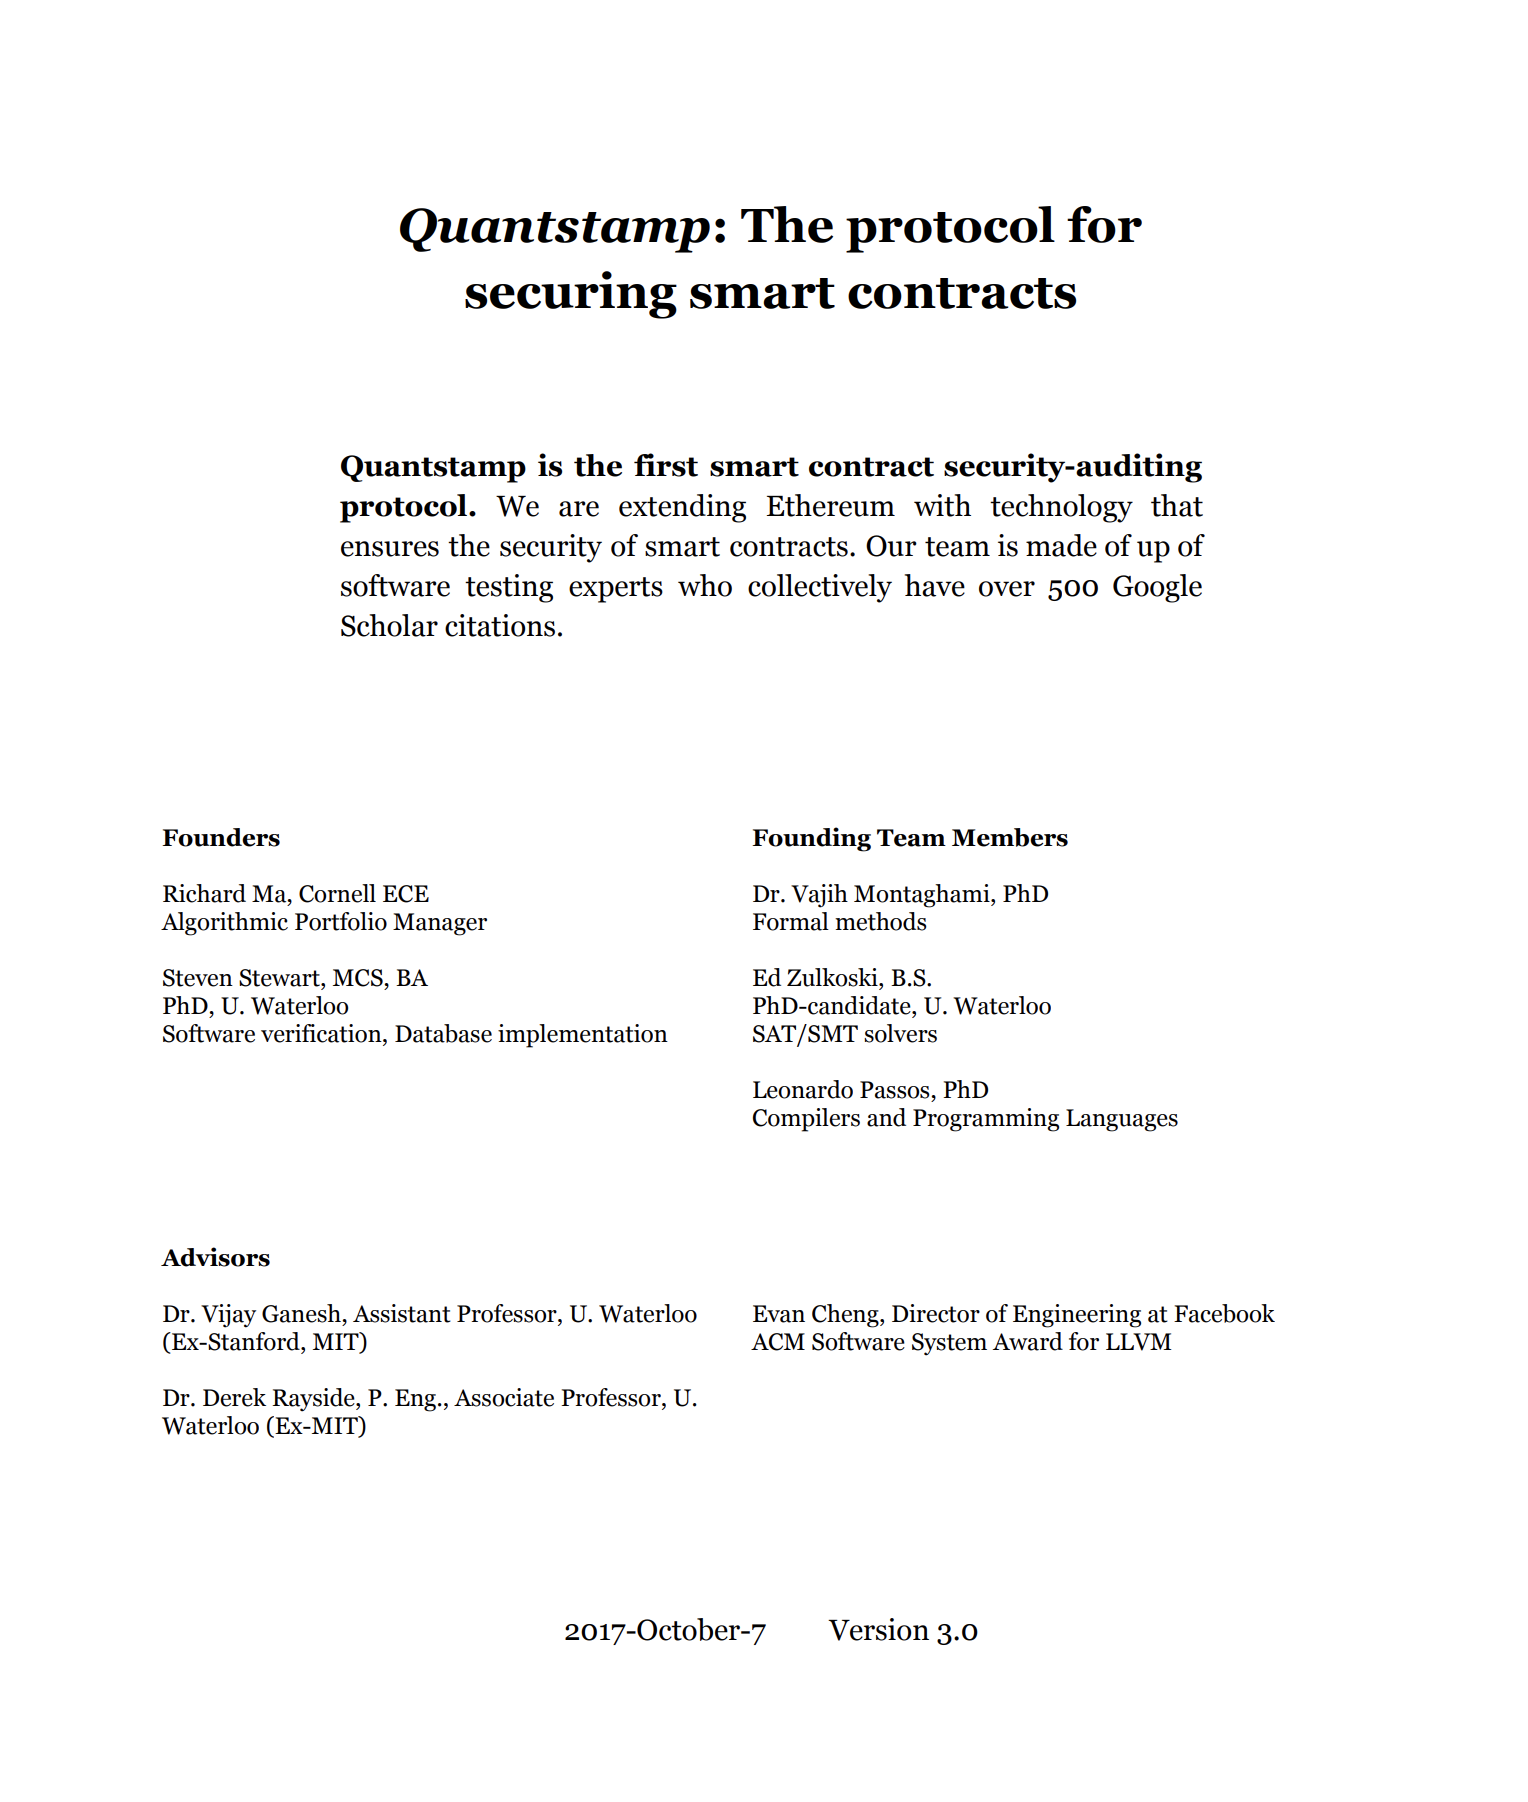 Quantstamp: The protocol for
securing smart contracts
Quantstamp is the first smart contract security-auditing
protocol. We are extending Ethereum with technology that
ensures the security of smart contracts. Our team is made of up of
software testing experts who collectively have over 500 Google
Scholar citations.
Founders
Richard Ma, Cornell ECE
Algorithmic Portfolio Manager
Steven Stewart, MCS, BA
PhD, U. Waterloo
Software verification, Database implementation
Founding Team Members
Dr. Vajih Montaghami, PhD
Formal methods
Ed Zulkoski, B.S.
PhD-candidate, U. Waterloo
SAT/SMT solvers
Leonardo Passos, PhD
Compilers and Programming Languages
Advisors
Dr. Vijay Ganesh, Assistant Professor, U. Waterloo
(Ex-Stanford, MIT)
Dr. Derek Rayside, P. Eng., Associate Professor, U.
Waterloo (Ex-MIT)
Evan Cheng, Director of Engineering at Facebook
ACM Software System Award for LLVM
2017-October-7 Version 3.0